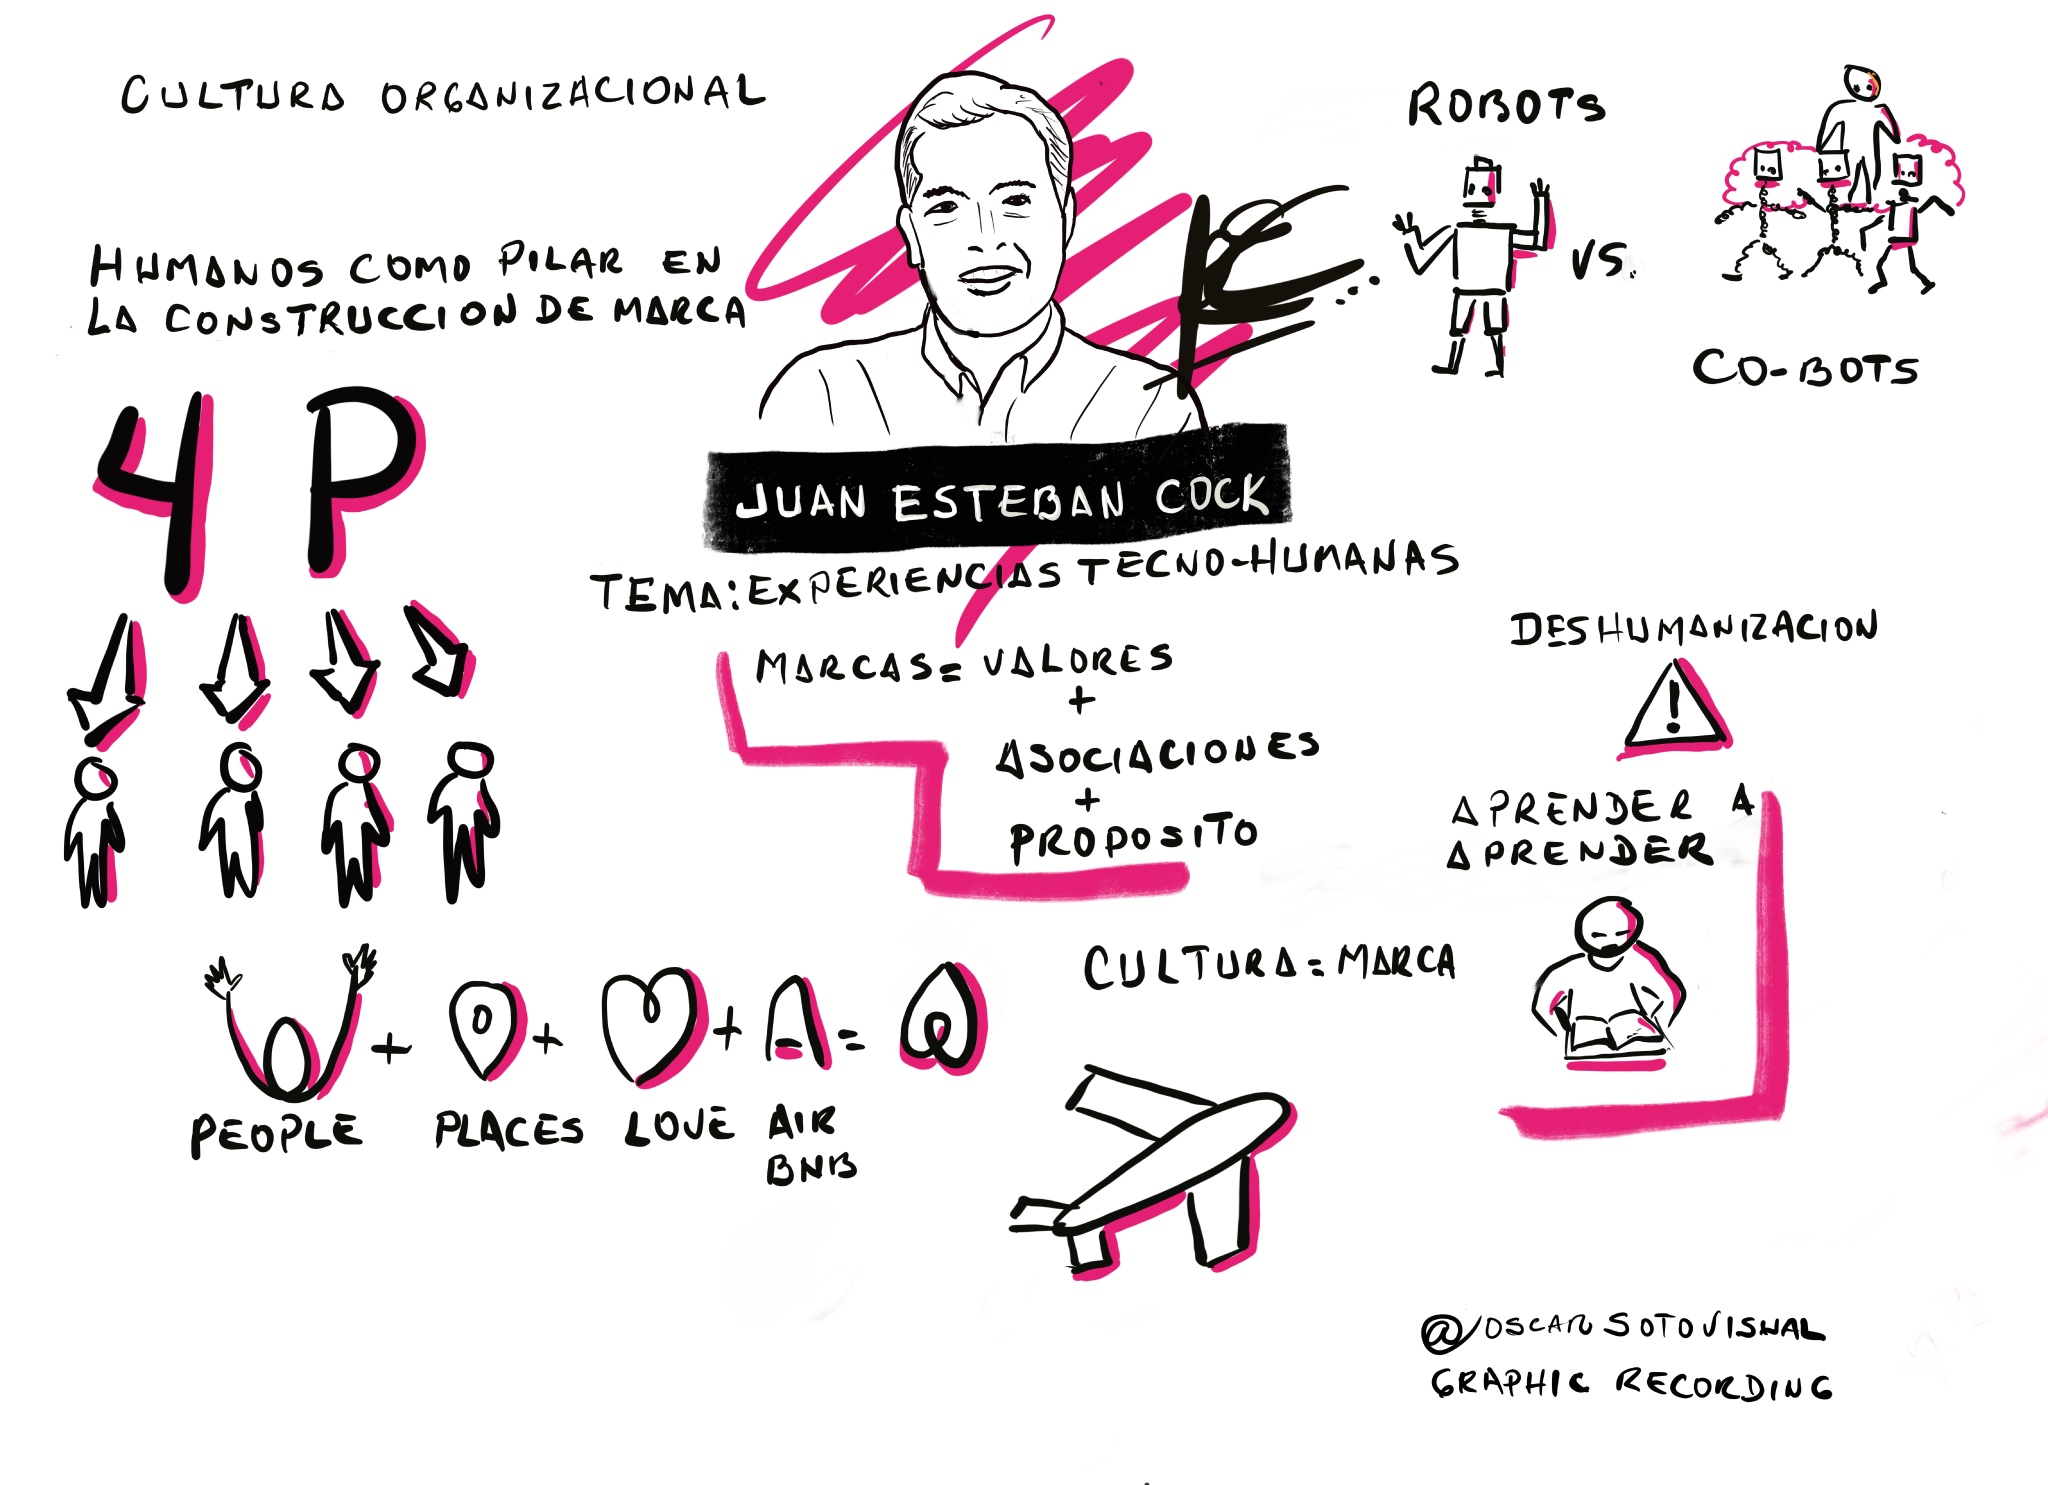 CULTURA ORGANIZACIONAL
HUMANOS COMO PILAR EN
LA CONSTRUCCION DE MARCA
4 P
ROBOTS
VS.
CO-BOTS
K
JUAN ESTEBAN COCK
TEMA: EXPERIENCIAS TECNO-HUMANAS
MARCAS = VALORES
+
ASOCIACIONES
+
PROPOSITO
DESHUMANIZACION
!
APRENDER A
APRENDER
CULTURA = MARCA
+ + + A =
PEOPLE PLACES LOVE AIR
BNB
@OSCARSOTOVISUAL
GRAPHIC RECORDING